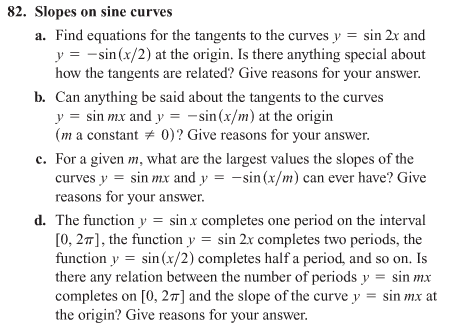 82. Slopes on sine curves
a. Find equations for the tangents to the curves y = sin 2x and
y = −sin(x/2) at the origin. Is there anything special about
how the tangents are related? Give reasons for your answer.
b. Can anything be said about the tangents to the curves
y = sin mx and y = −sin(x/m) at the origin
(m a constant ≠ 0)? Give reasons for your answer.
c. For a given m, what are the largest values the slopes of the
curves y = sin mx and y = −sin(x/m) can ever have? Give
reasons for your answer.
d. The function y = sin x completes one period on the interval
[0, 2π], the function y = sin 2x completes two periods, the
function y = sin(x/2) completes half a period, and so on. Is
there any relation between the number of periods y = sin mx
completes on [0, 2π] and the slope of the curve y = sin mx at
the origin? Give reasons for your answer.